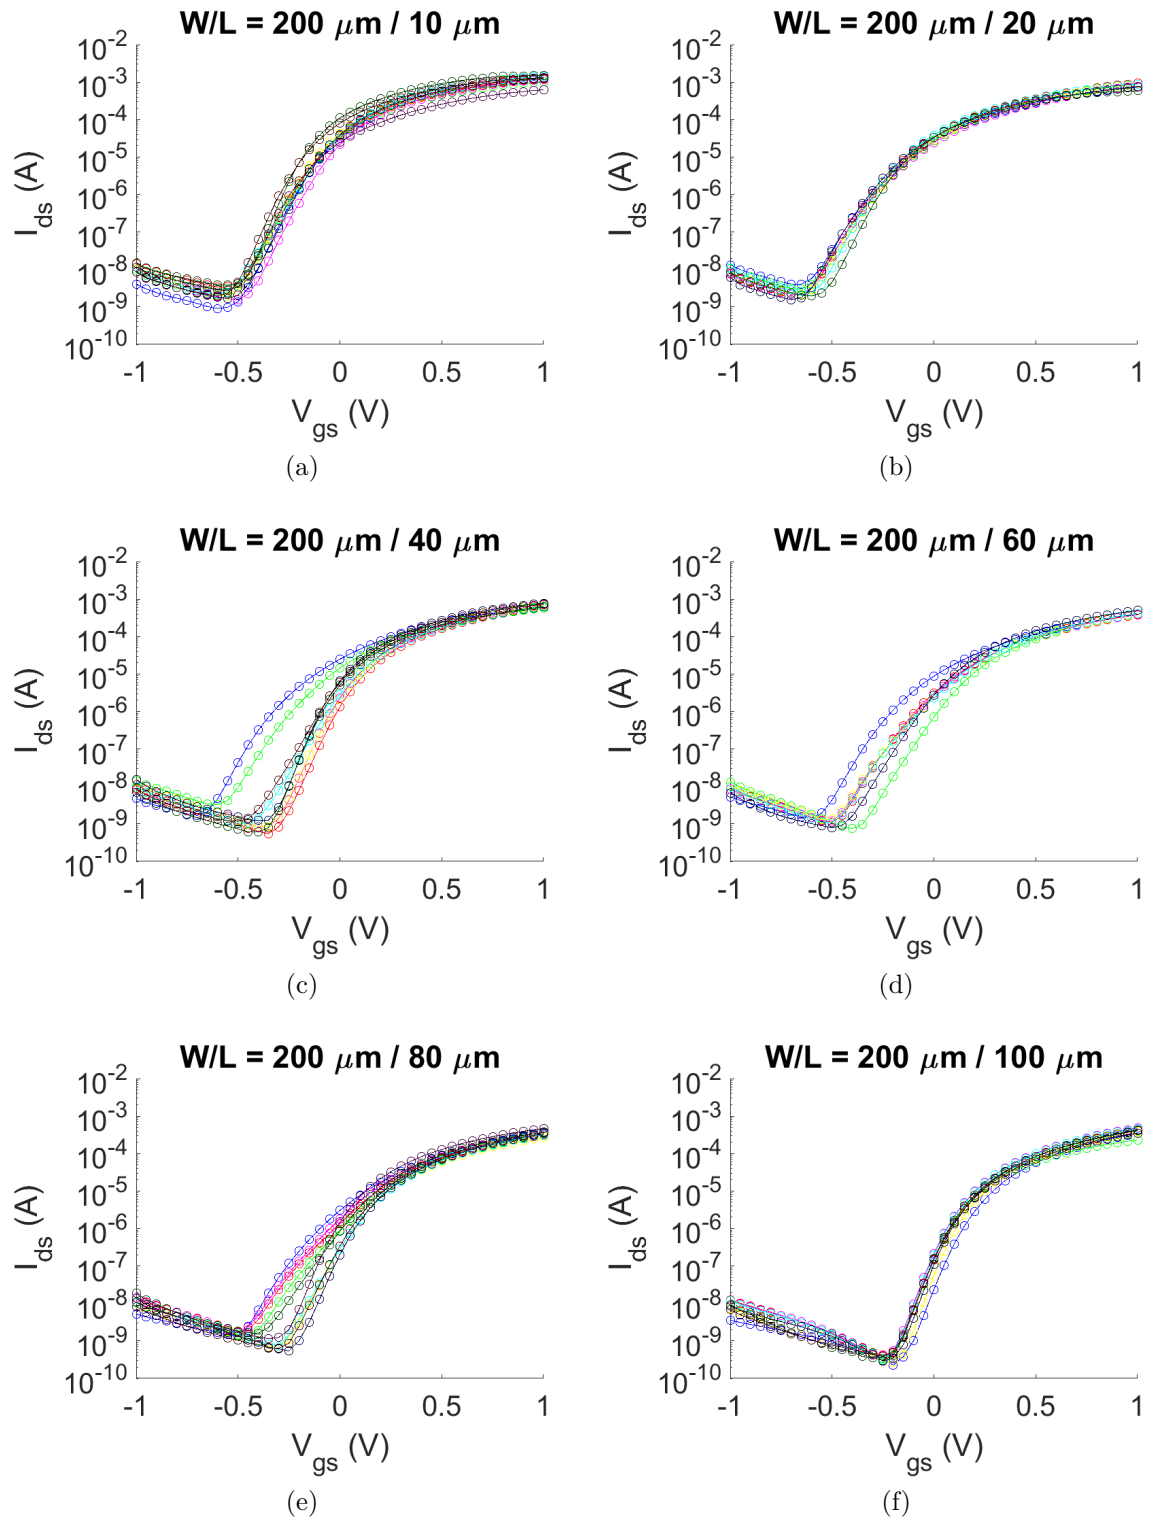 W/L = 200 μm / 10 μm
10-2
10-3
10-4
10-5
10-6
10-7
10-8
10-9
10-10
Ids (A)
-1 -0.5 0 0.5 1
Vgs (V)
(a)
W/L = 200 μm / 20 μm
10-2
10-3
10-4
10-5
10-6
10-7
10-8
10-9
10-10
Ids (A)
-1 -0.5 0 0.5 1
Vgs (V)
(b)
W/L = 200 μm / 40 μm
10-2
10-3
10-4
10-5
10-6
10-7
10-8
10-9
10-10
Ids (A)
-1 -0.5 0 0.5 1
Vgs (V)
(c)
W/L = 200 μm / 60 μm
10-2
10-3
10-4
10-5
10-6
10-7
10-8
10-9
10-10
Ids (A)
-1 -0.5 0 0.5 1
Vgs (V)
(d)
W/L = 200 μm / 80 μm
10-2
10-3
10-4
10-5
10-6
10-7
10-8
10-9
10-10
Ids (A)
-1 -0.5 0 0.5 1
Vgs (V)
(e)
W/L = 200 μm / 100 μm
10-2
10-3
10-4
10-5
10-6
10-7
10-8
10-9
10-10
Ids (A)
-1 -0.5 0 0.5 1
Vgs (V)
(f)